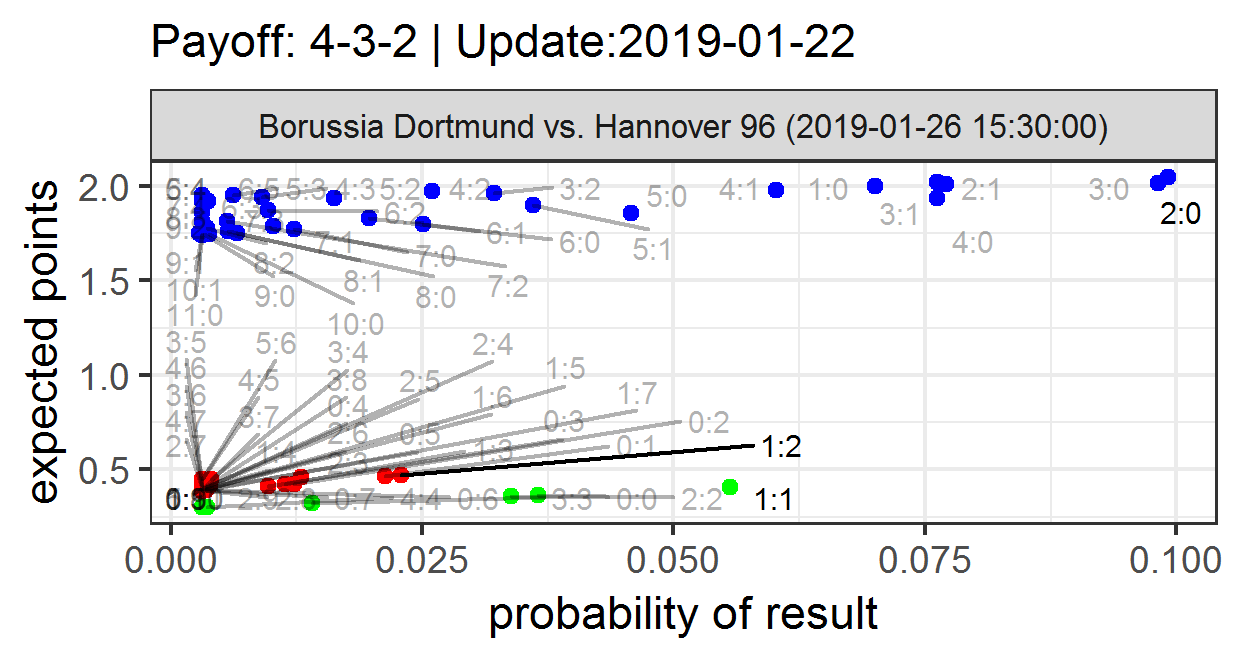 Payoff: 4-3-2 | Update:2019-01-22
Borussia Dortmund vs. Hannover 96 (2019-01-26 15:30:00)
expected points
2.0
1.5
1.0
0.5
6:5 5:3 4:3 5:2 4:2 3:2 5:0 4:1 1:0 2:1 3:0
2:0
6:2 3:1
6:1 6:0 5:1 4:0
7:1 7:0
9:1 8:2 8:1 7:2
10:1 9:0 8:0
11:0 10:0
3:5 5:6 3:4 2:4
4:6 4:5 3:8 2:5 1:5
3:6 0:4 1:6 1:7
4:7 3:7 2:6 0:5 0:3 0:2
2:7 1:4 2:3 1:3 0:1 1:2
0:7 4:4 0:6 3:3 0:0 2:2 1:1
0.000 0.025 0.050 0.075 0.100
probability of result